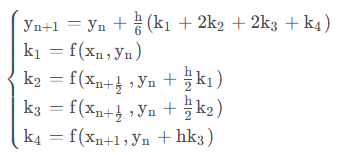 yₙ₊₁ = yₙ + h/6 (k₁ + 2k₂ + 2k₃ + k₄)
k₁ = f(xₙ, yₙ)
k₂ = f(xₙ₊½, yₙ + h/2 k₁)
k₃ = f(xₙ₊½, yₙ + h/2 k₂)
k₄ = f(xₙ₊₁, yₙ + hk₃)